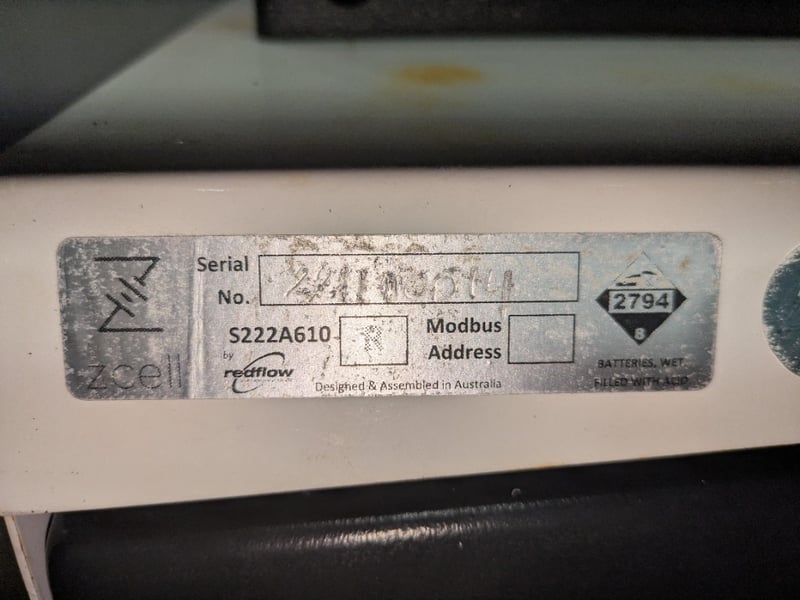 Serial
No.
S222A610 R
Modbus
Address
by
redflow
Designed & Assembled in Australia
zcell
2794
8
BATTERIES, WET
FILLED WITH ACID